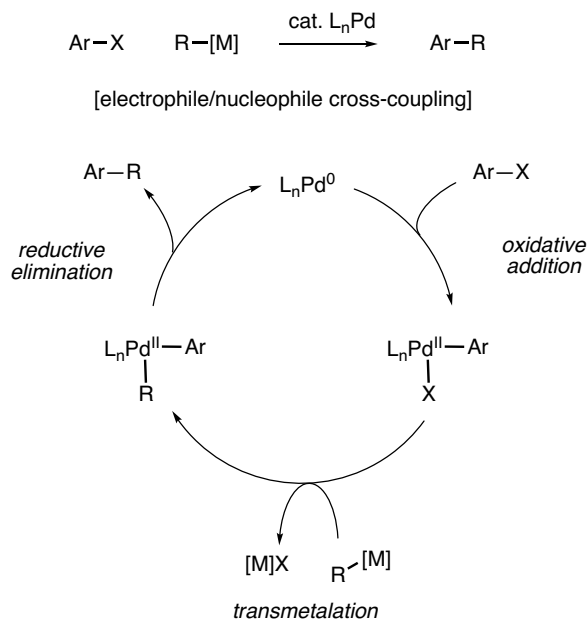 cat. LnPd
Ar–X R–[M] Ar–R
[electrophile/nucleophile cross-coupling]
Ar–R LnPd⁰ Ar–X
reductive
elimination
oxidative
addition
LnPdᴵᴵ–Ar
R
LnPdᴵᴵ–Ar
X
[M]X R–[M]
transmetalation